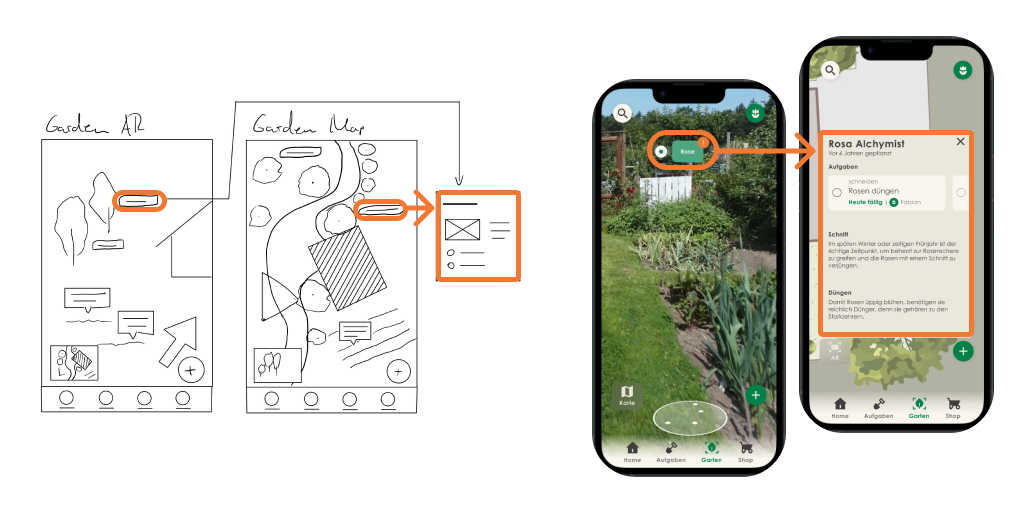 Garden AR
Garden Map
Rose
1
Karte
Home
Aufgaben
Garten
Shop
Rosa Alchymist
Vor 6 Jahren gepflanzt
Aufgaben
schneiden
Rosen düngen
Heute fällig | Fabian
Schnitt
Im späten Winter oder zeitigen Frühjahr ist der
richtige Zeitpunkt, um beherzt zur Rosenschere
zu greifen und die Rosen mit einem Schnitt zu
verjüngen.
Düngen
Damit Rosen üppig blühen, benötigen sie
reichlich Dünger, denn sie gehören zu den
Starkzehrern.
AR
Home
Aufgaben
Garten
Shop